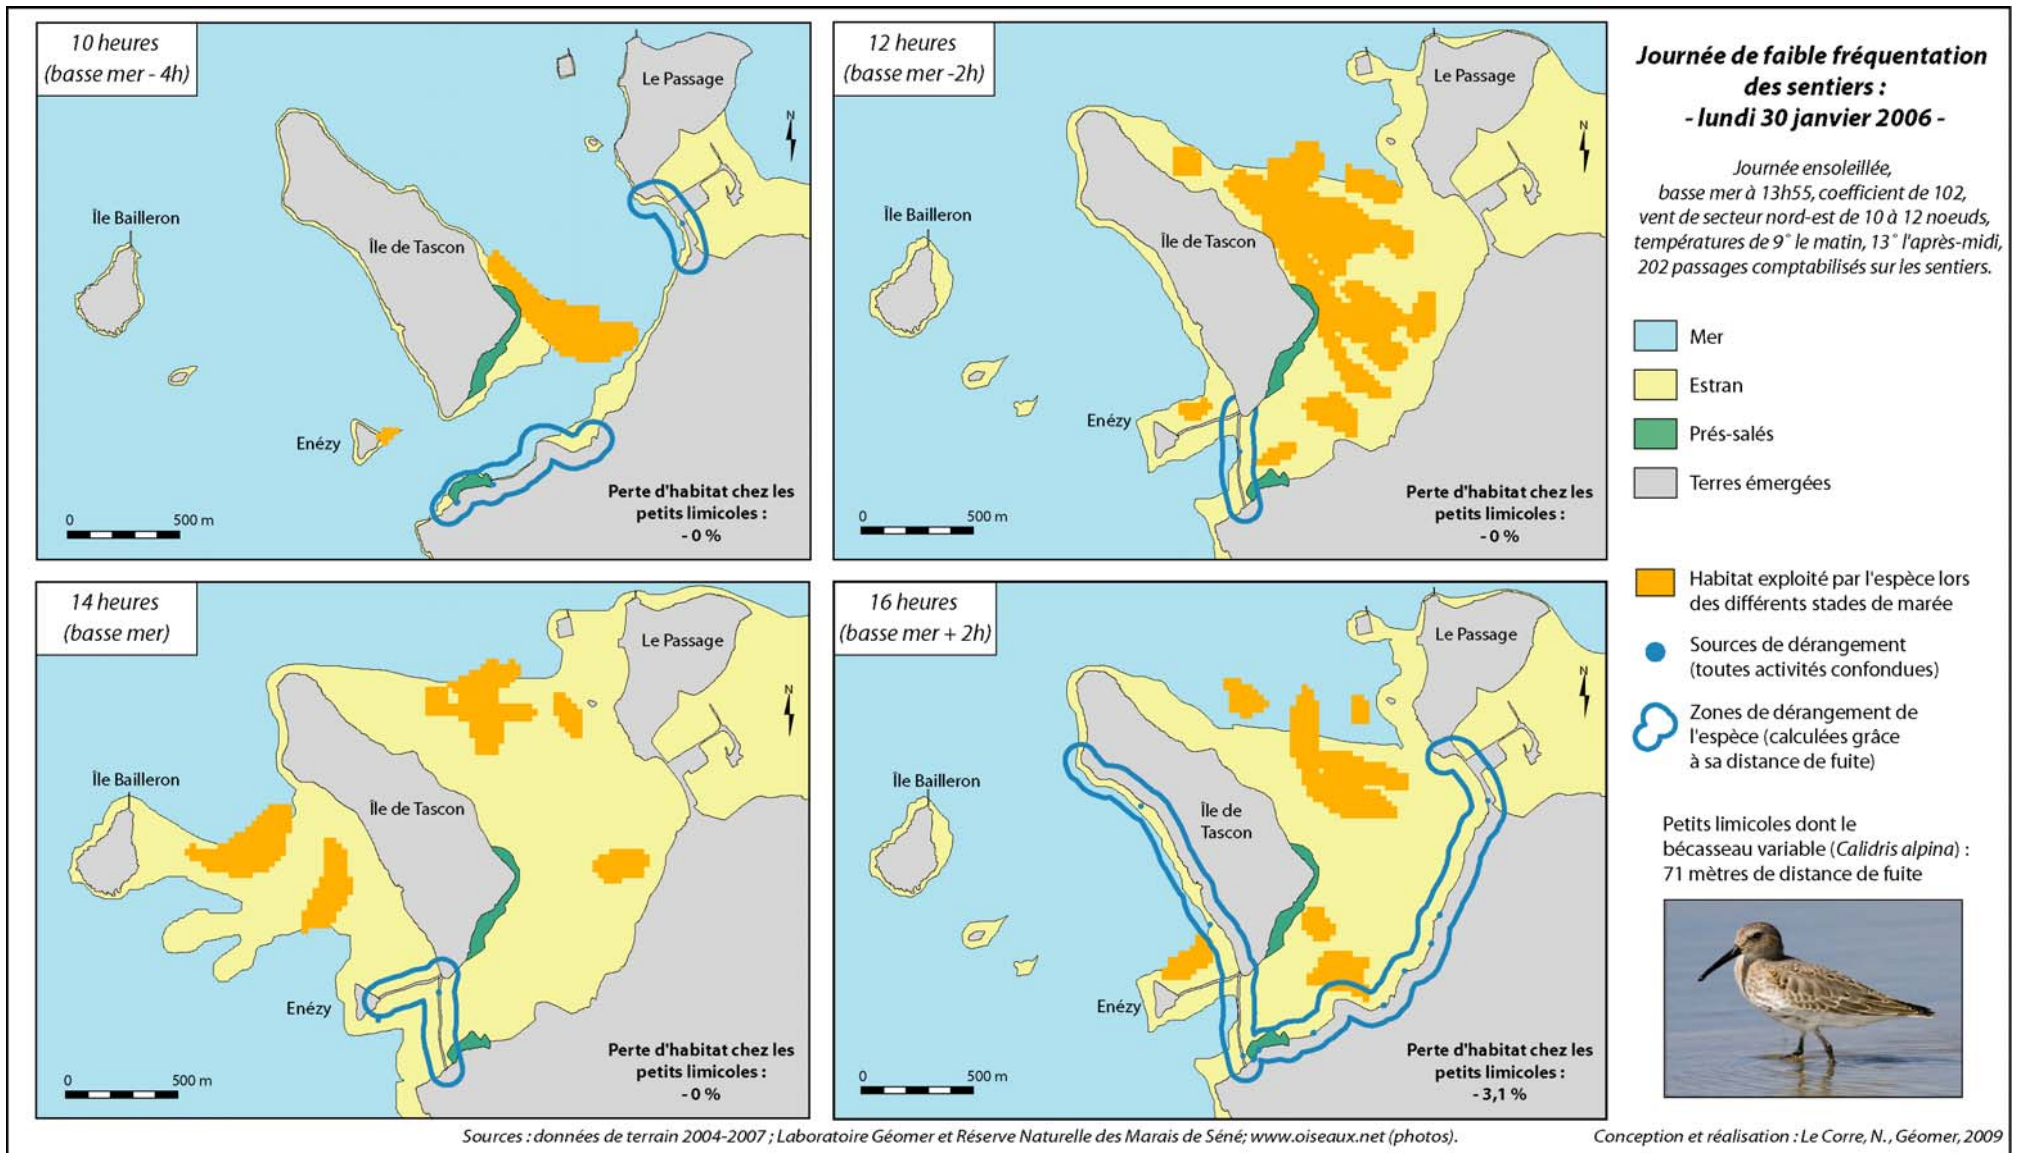 10 heures
(basse mer - 4h)
Le Passage
N
Île Bailleron
Île de Tascon
Enézy
Perte d'habitat chez les
petits limicoles :
- 0 %
0 500 m
12 heures
(basse mer -2h)
Le Passage
N
Île Bailleron
Île de Tascon
Enézy
Perte d'habitat chez les
petits limicoles :
- 0 %
0 500 m
14 heures
(basse mer)
Le Passage
N
Île Bailleron
Île de Tascon
Enézy
Perte d'habitat chez les
petits limicoles :
- 0 %
0 500 m
16 heures
(basse mer + 2h)
Le Passage
N
Île Bailleron
Île de
Tascon
Enézy
Perte d'habitat chez les
petits limicoles :
- 3,1 %
0 500 m
Journée de faible fréquentation
des sentiers :
- lundi 30 janvier 2006 -
Journée ensoleillée,
basse mer à 13h55, coefficient de 102,
vent de secteur nord-est de 10 à 12 noeuds,
températures de 9° le matin, 13° l'après-midi,
202 passages comptabilisés sur les sentiers.
Mer
Estran
Prés-salés
Terres émergées
Habitat exploité par l'espèce lors
des différents stades de marée
Sources de dérangement
(toutes activités confondues)
Zones de dérangement de
l'espèce (calculées grâce
à sa distance de fuite)
Petits limicoles dont le
bécasseau variable (Calidris alpina) :
71 mètres de distance de fuite
Sources : données de terrain 2004-2007 ; Laboratoire Géomer et Réserve Naturelle des Marais de Séné; www.oiseaux.net (photos).
Conception et réalisation : Le Corre, N., Géomer, 2009